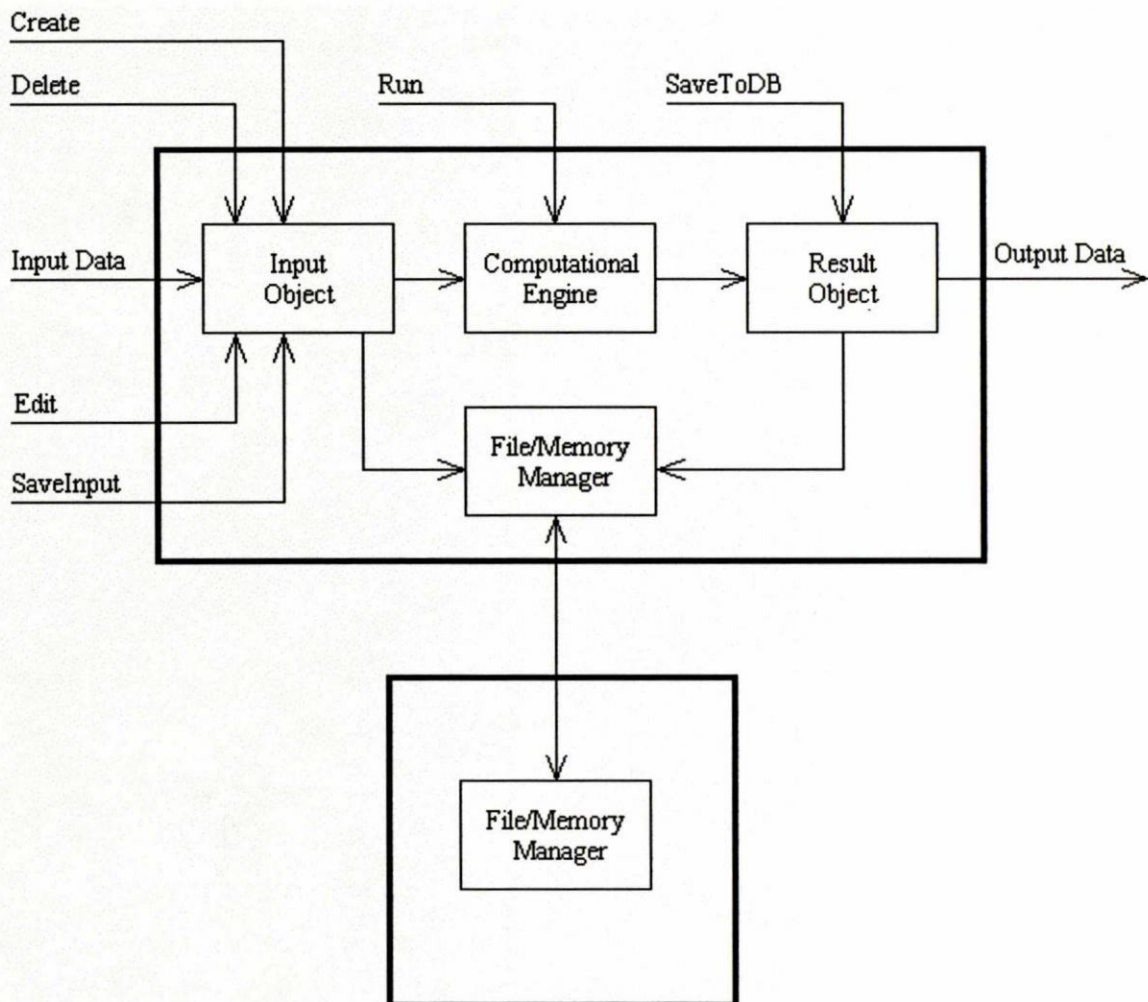 Create
Delete
Run
SaveToDB
Input Data
Input
Object
Computational
Engine
Result
Object
Output Data
Edit
SaveInput
File/Memory
Manager
File/Memory
Manager